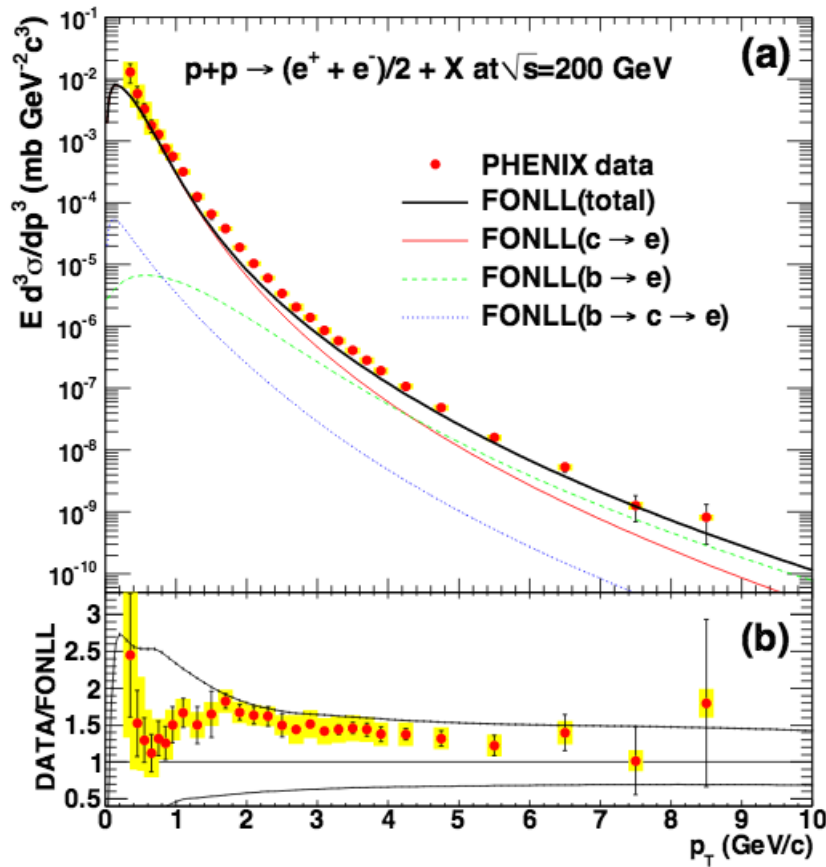 (a)
p+p → (e⁺ + e⁻)/2 + X at √s=200 GeV
PHENIX data
FONLL(total)
FONLL(c → e)
FONLL(b → e)
FONLL(b → c → e)
E d³σ/dp³ (mb GeV⁻²c³)
10⁻¹
10⁻²
10⁻³
10⁻⁴
10⁻⁵
10⁻⁶
10⁻⁷
10⁻⁸
10⁻⁹
10⁻¹⁰
(b)
DATA/FONLL
3
2.5
2
1.5
1
0.5
0 1 2 3 4 5 6 7 8 9 10
p_T (GeV/c)